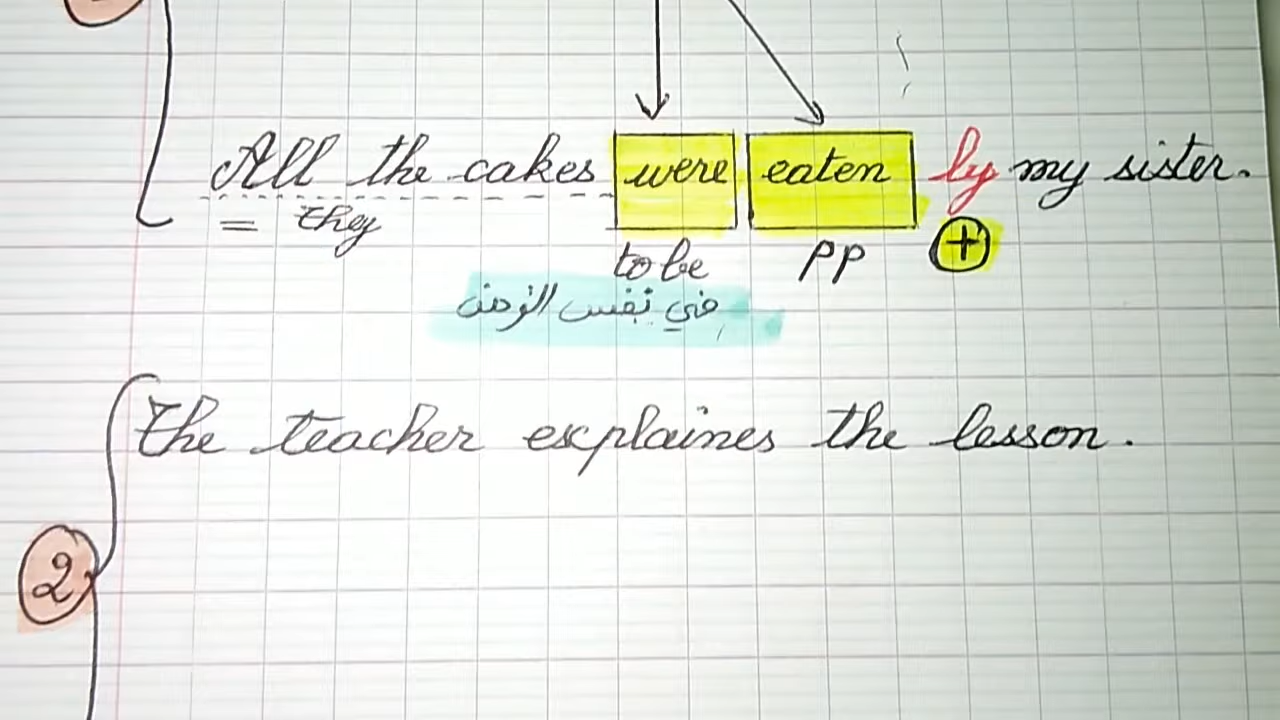 All the cakes were eaten by my sister.
= they
to be PP +
في نفس الزمن
The teacher explaines the lesson.
2